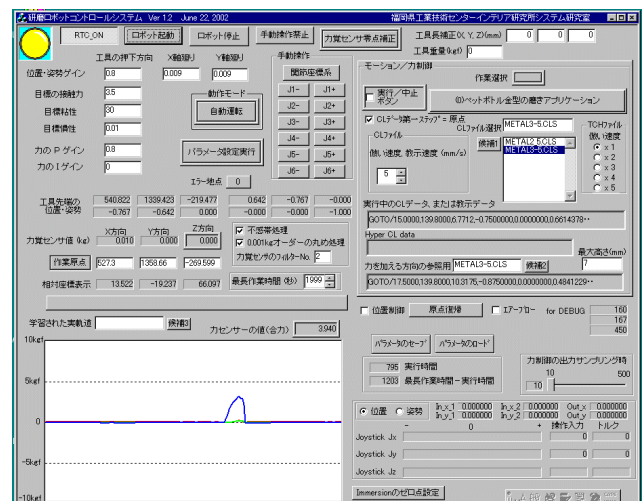 研磨ロボットコントロールシステム Ver 1.2 June 22, 2002 福岡県工業技術センターインテリア研究所システム研究室
RTC_ON ロボット起動 ロボット停止 手動操作禁止 力覚センサ零点補正 工具長補正(X, Y, Z)(mm) 0 0 0
工具重量(kgf) 0
工具の押下方向 X軸廻り Y軸廻り 手動操作
位置・姿勢ゲイン 0.8 0.009 0.009 関節座標系
目標の接触力 3.5
目標粘性 30
目標慣性 0.01
動作モード
自動運転
J1- J1+
J2- J2+
J3- J3+
J4- J4+
J5- J5+
J6- J6+
力の P ゲイン 0.8
力の I ゲイン 0
パラメータ設定実行
エラー地点 0
モーション/力制御
作業選択
実行/中止ボタン
0)ペットボトル金型の磨きアプリケーション
CLデータ第一ステップ = 原点
CLファイル CLファイル選択 METAL3-5.CLS
候補1 METAL2-5.CLS
METAL3-5.CLS
倣い速度, 教示速度 (mm/s)
5
TCHファイル
倣い速度
x 1
x 2
x 3
x 4
x 5
工具先端の位置・姿勢 540.822 1339.423 -219.477 0.642 -0.767 -0.000
-0.767 -0.642 0.000 -0.000 -0.000 -1.000
X方向 Y方向 Z方向
力覚センサ値 (kg) 0.010 0.000 0.000
不感帯処理
0.001kgオーダーの丸め処理
力覚センサのフィルターNo. 2
作業原点 527.3 1358.66 -269.599
相対座標表示 13.522 -19.237 66.097 最長作業時間 (秒) 1999
実行中のCLデータ, または教示データ
GOTO/15.0000,139.8000,6.7712,-0.7500000,0.0000000,0.6614378··
Hyper CL data
最大高さ(mm)
力を加える方向の参照用 METAL3-5.CLS 候補2 7
GOTO/17.5000,139.8000,10.3175,-0.8750000,0.0000000,0.4841229··
位置制御 原点復帰 エアーブロー for DEBUG 160
167
450
学習された実軌道 候補3 力センサーの値(合力) 3.940
10kgf
5kgf
0
-5kgf
-10kgf
パラメータのセーブ パラメータのロード
795 実行時間
1203 最長作業時間-実行時間
力制御の出力サンプリング時
10 500
10
位置 姿勢 In_x_1 0.000000 In_x_2 0.000000 Out_x 0.000000
In_y_1 0.000000 In_y_2 0.000000 Out_y 0.000000
- 0 + 操作入力 トルク
Joystick Jx 0 0
Joystick Jy 0 0
Joystick Jz
Immersionのゼロ点設定